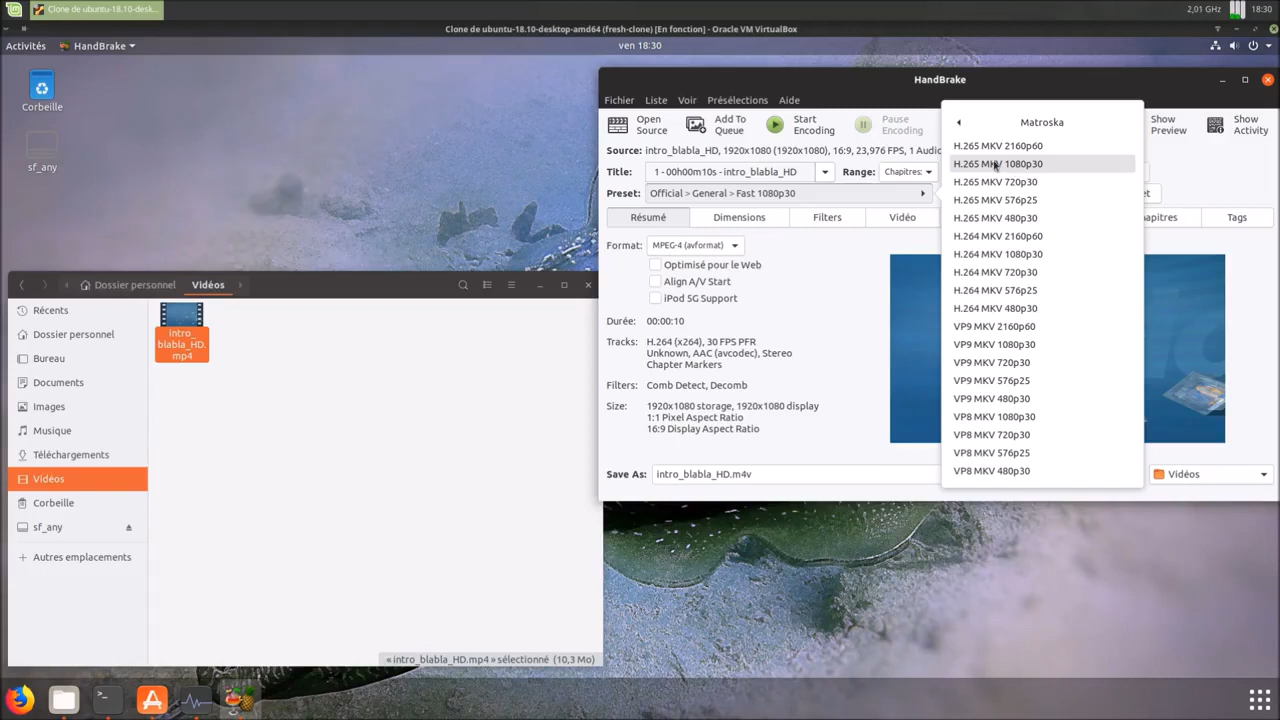 Clone de ubuntu-18.10-desk...
2,01 GHz
18:30
Clone de ubuntu-18.10-desktop-amd64 (fresh-clone) [En fonction] - Oracle VM VirtualBox
Activités
HandBrake
ven 18:30
Corbeille
sf_any
HandBrake
Fichier Liste Voir Présélections Aide
Open Source
Add To Queue
Start Encoding
Pause Encoding
Show Preview
Show Activity
Source: intro_blabla_HD, 1920x1080 (1920x1080), 16:9, 23,976 FPS, 1 Audio
Title: 1 - 00h00m10s - intro_blabla_HD
Range: Chapitres:
Preset: Official > General > Fast 1080p30
Résumé Dimensions Filters Vidéo
Tags
Format: MPEG-4 (avformat)
Optimisé pour le Web
Align A/V Start
iPod 5G Support
Durée: 00:00:10
Tracks: H.264 (x264), 30 FPS PFR
Unknown, AAC (avcodec), Stereo
Chapter Markers
Filters: Comb Detect, Decomb
Size: 1920x1080 storage, 1920x1080 display
1:1 Pixel Aspect Ratio
16:9 Display Aspect Ratio
Save As: intro_blabla_HD.m4v
Vidéos
Matroska
H.265 MKV 2160p60
H.265 MKV 1080p30
H.265 MKV 720p30
H.265 MKV 576p25
H.265 MKV 480p30
H.264 MKV 2160p60
H.264 MKV 1080p30
H.264 MKV 720p30
H.264 MKV 576p25
H.264 MKV 480p30
VP9 MKV 2160p60
VP9 MKV 1080p30
VP9 MKV 720p30
VP9 MKV 576p25
VP9 MKV 480p30
VP8 MKV 1080p30
VP8 MKV 720p30
VP8 MKV 576p25
VP8 MKV 480p30
Dossier personnel
Vidéos
Récents
Dossier personnel
Bureau
Documents
Images
Musique
Téléchargements
Vidéos
Corbeille
sf_any
Autres emplacements
intro_
blabla_HD.
mp4
« intro_blabla_HD.mp4 » sélectionné (10,3 Mo)